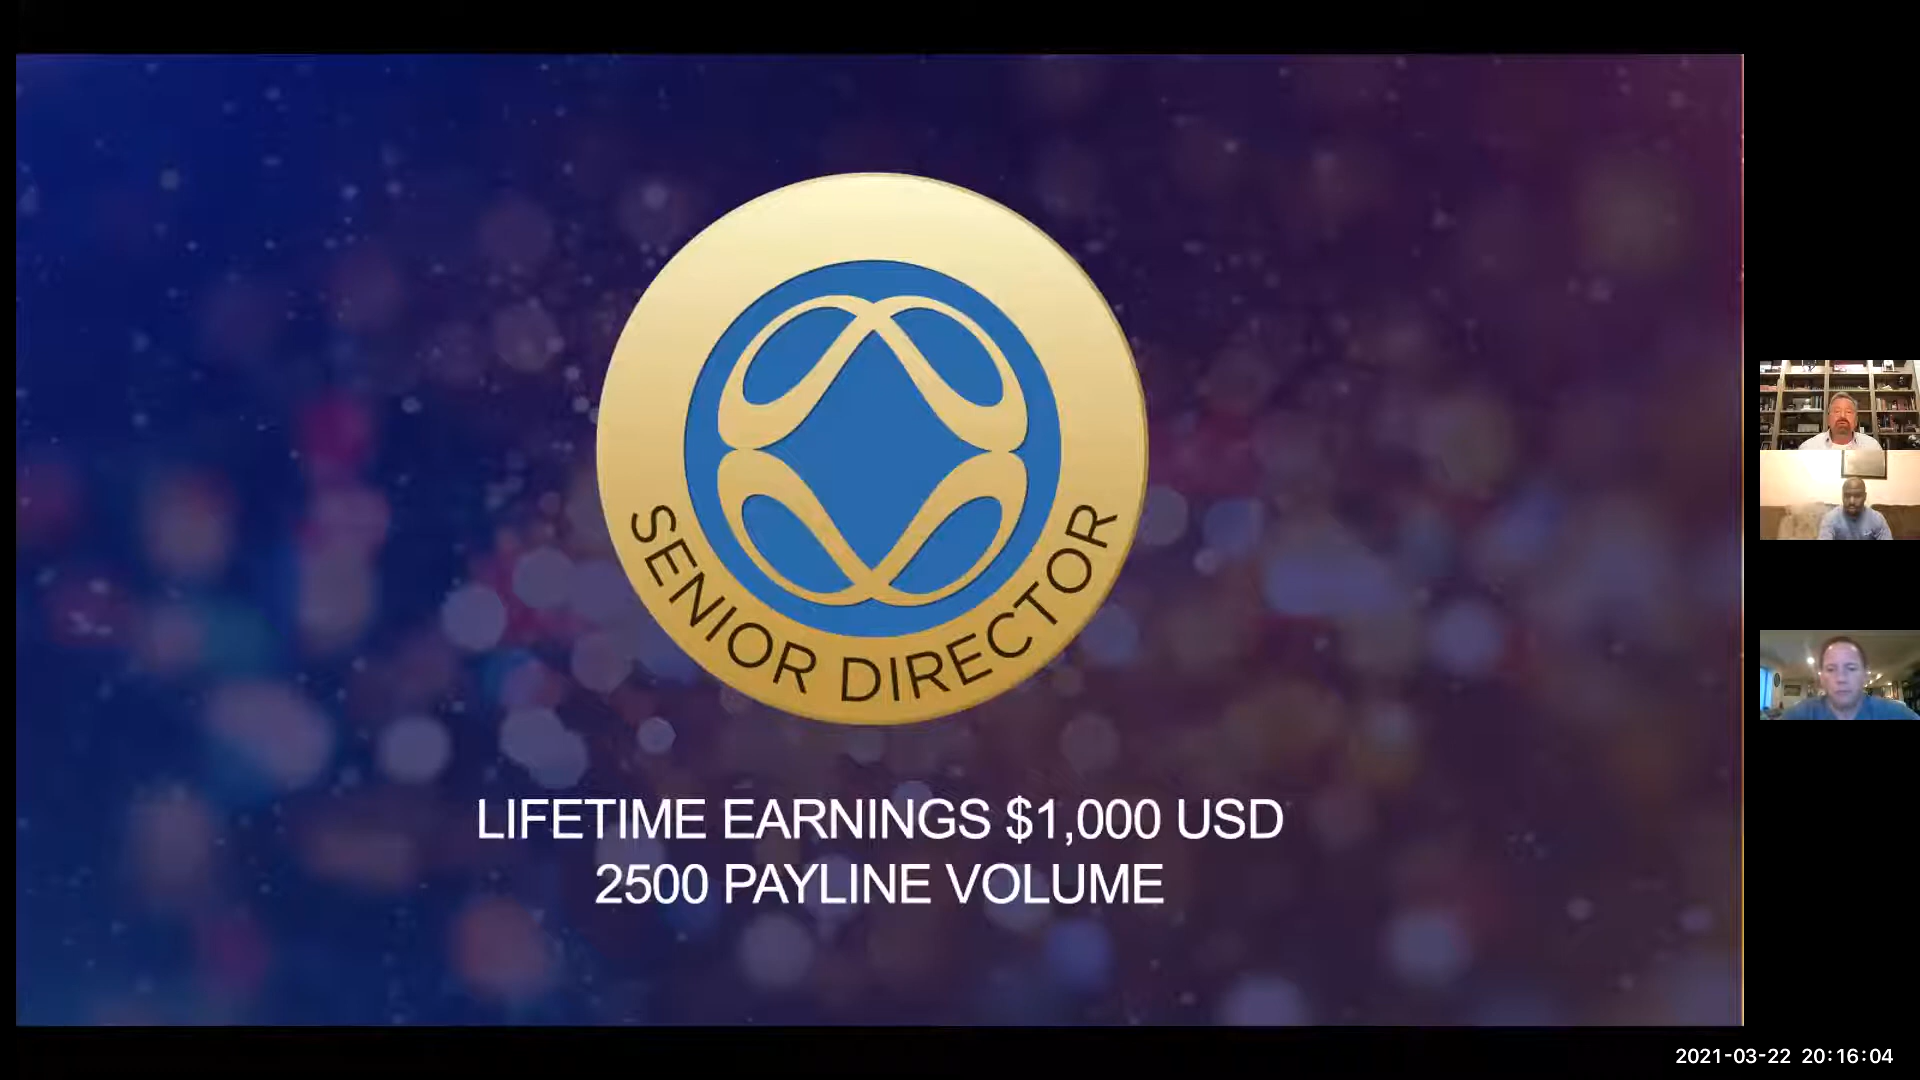 SENIOR DIRECTOR
LIFETIME EARNINGS $1,000 USD
2500 PAYLINE VOLUME
2021-03-22 20:16:04